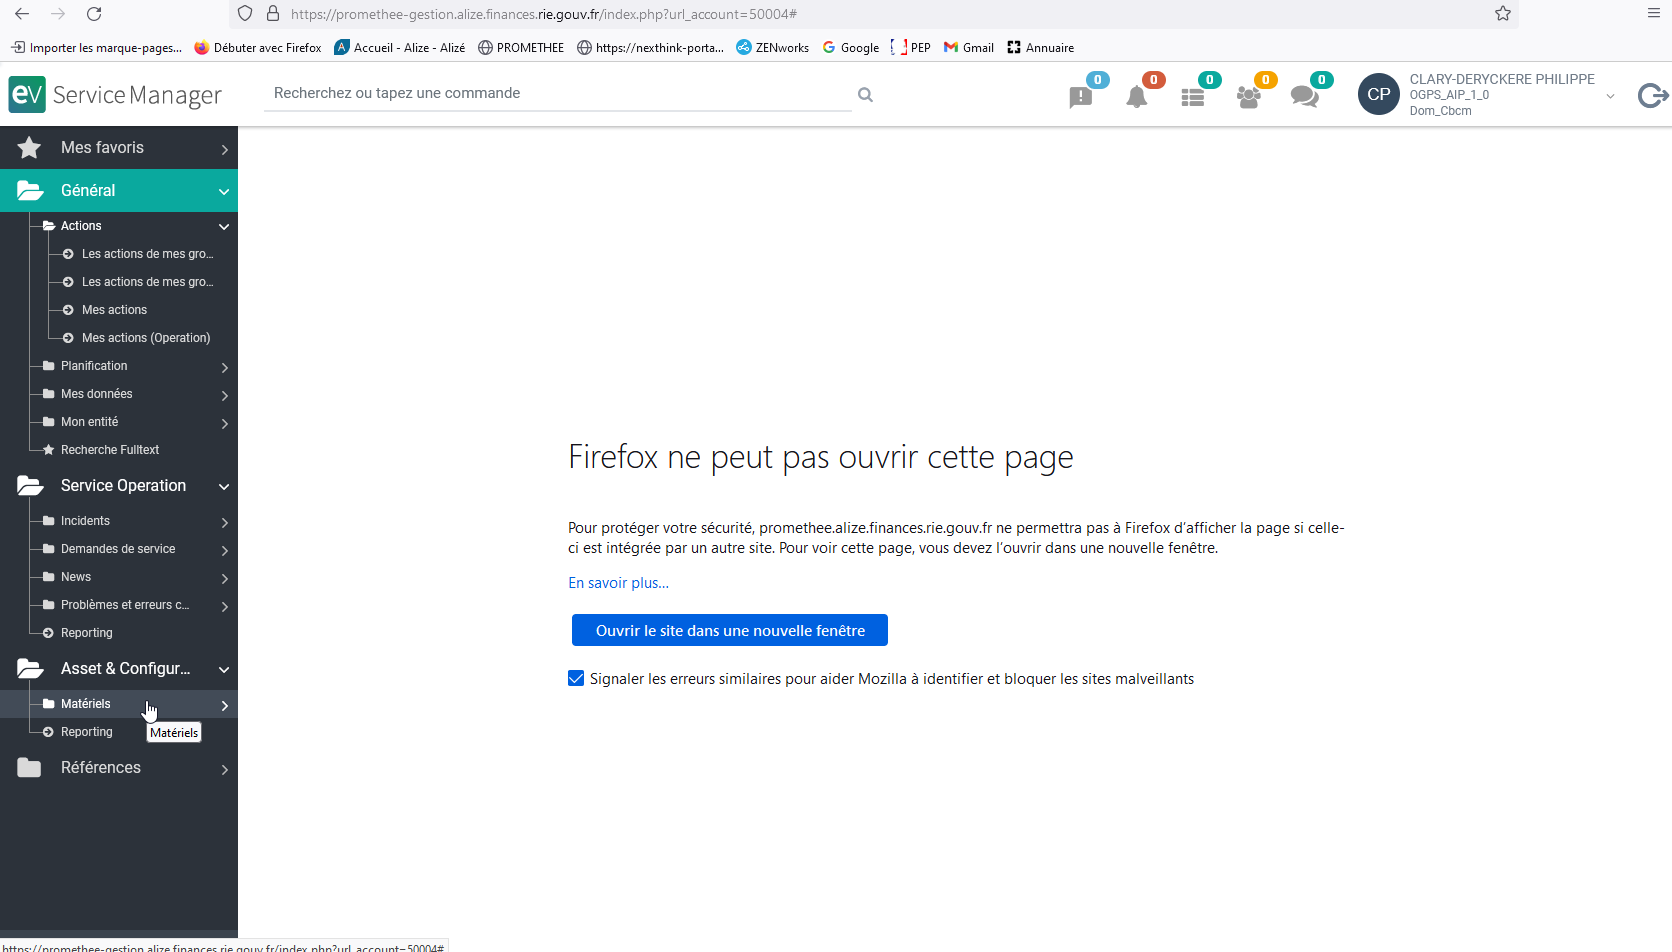 https://promethee-gestion.alize.finances.rie.gouv.fr/index.php?url_account=50004#
Importer les marque-pages...
Débuter avec Firefox
Accueil - Alize - Alizé
PROMETHEE
https://nexthink-porta...
ZENworks
Google
PEP
Gmail
Annuaire
eV Service Manager
Recherchez ou tapez une commande
0
0
0
0
0
CP
CLARY-DERYCKERE PHILIPPE
OGPS_AIP_1_0
Dom_Cbcm
Mes favoris
Général
Actions
Les actions de mes gro...
Les actions de mes gro...
Mes actions
Mes actions (Operation)
Planification
Mes données
Mon entité
Recherche Fulltext
Service Operation
Incidents
Demandes de service
News
Problèmes et erreurs c...
Reporting
Asset & Configur...
Matériels
Reporting
Matériels
Références
Firefox ne peut pas ouvrir cette page
Pour protéger votre sécurité, promethee.alize.finances.rie.gouv.fr ne permettra pas à Firefox d’afficher la page si celle-
ci est intégrée par un autre site. Pour voir cette page, vous devez l’ouvrir dans une nouvelle fenêtre.
En savoir plus...
Ouvrir le site dans une nouvelle fenêtre
Signaler les erreurs similaires pour aider Mozilla à identifier et bloquer les sites malveillants
https://promethee-gestion.alize.finances.rie.gouv.fr/index.php?url_account=50004#